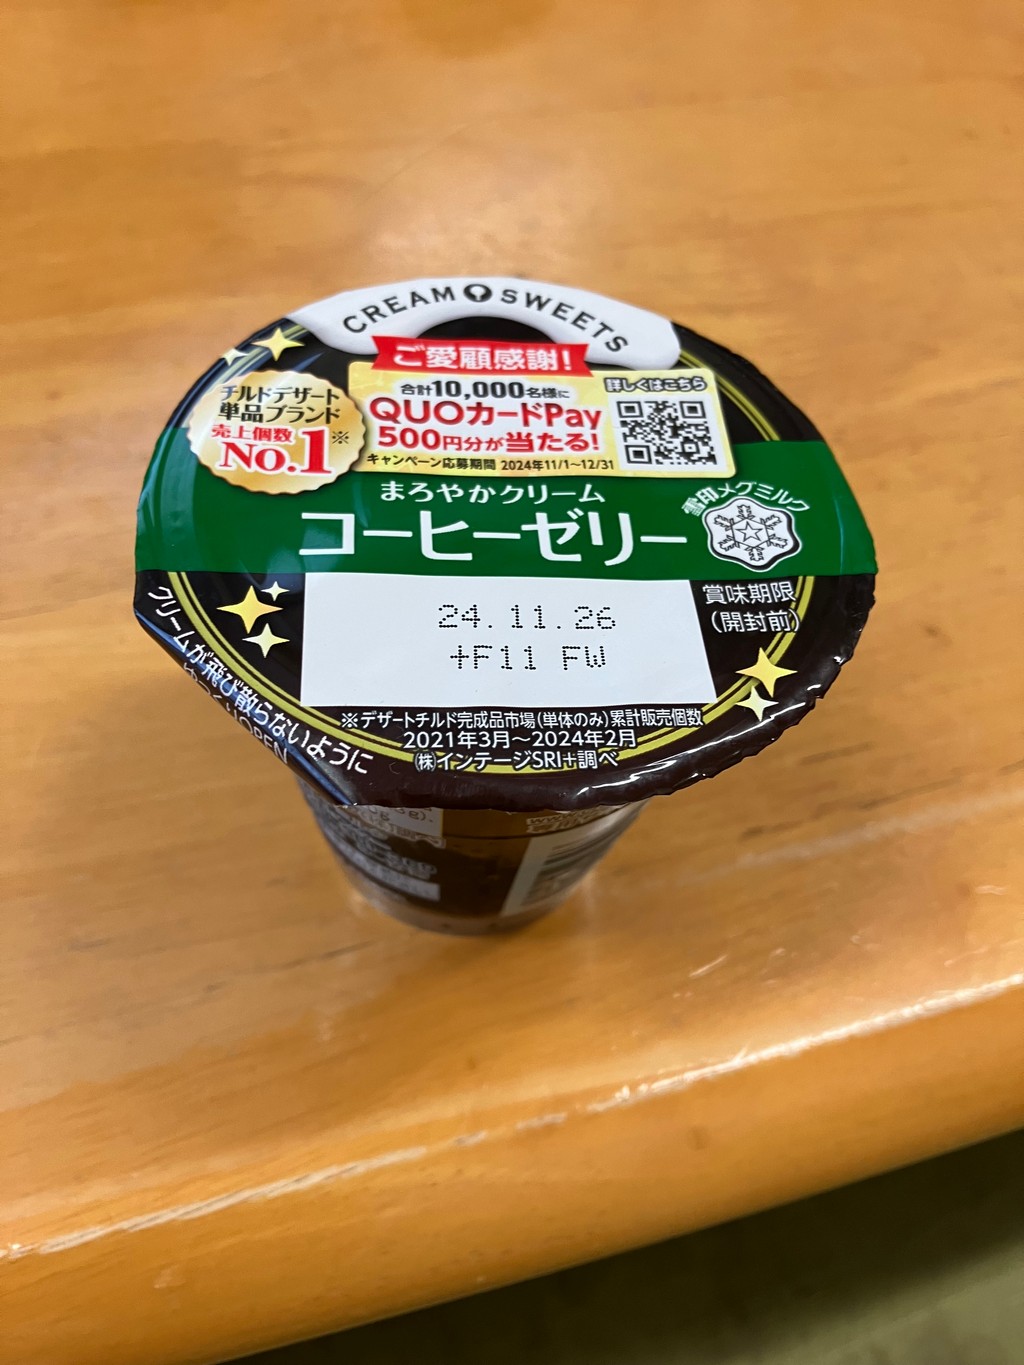 CREAM SWEETS
ご愛顧感謝!
チルドデザート
単品ブランド
売上個数
No.1※
合計10,000名様に
QUOカードPay
500円分が当たる!
キャンペーン応募期間 2024年11/1~12/31
詳しくはこちら
まろやかクリーム
コーヒーゼリー
雪印メグミルク
賞味期限
(開封前)
24.11.26
+F11 FW
クリームが飛び散らないように
OPEN
※デザートチルド完成品市場(単体のみ)累計販売個数
2021年3月~2024年2月
(株)インテージSRI+調べ